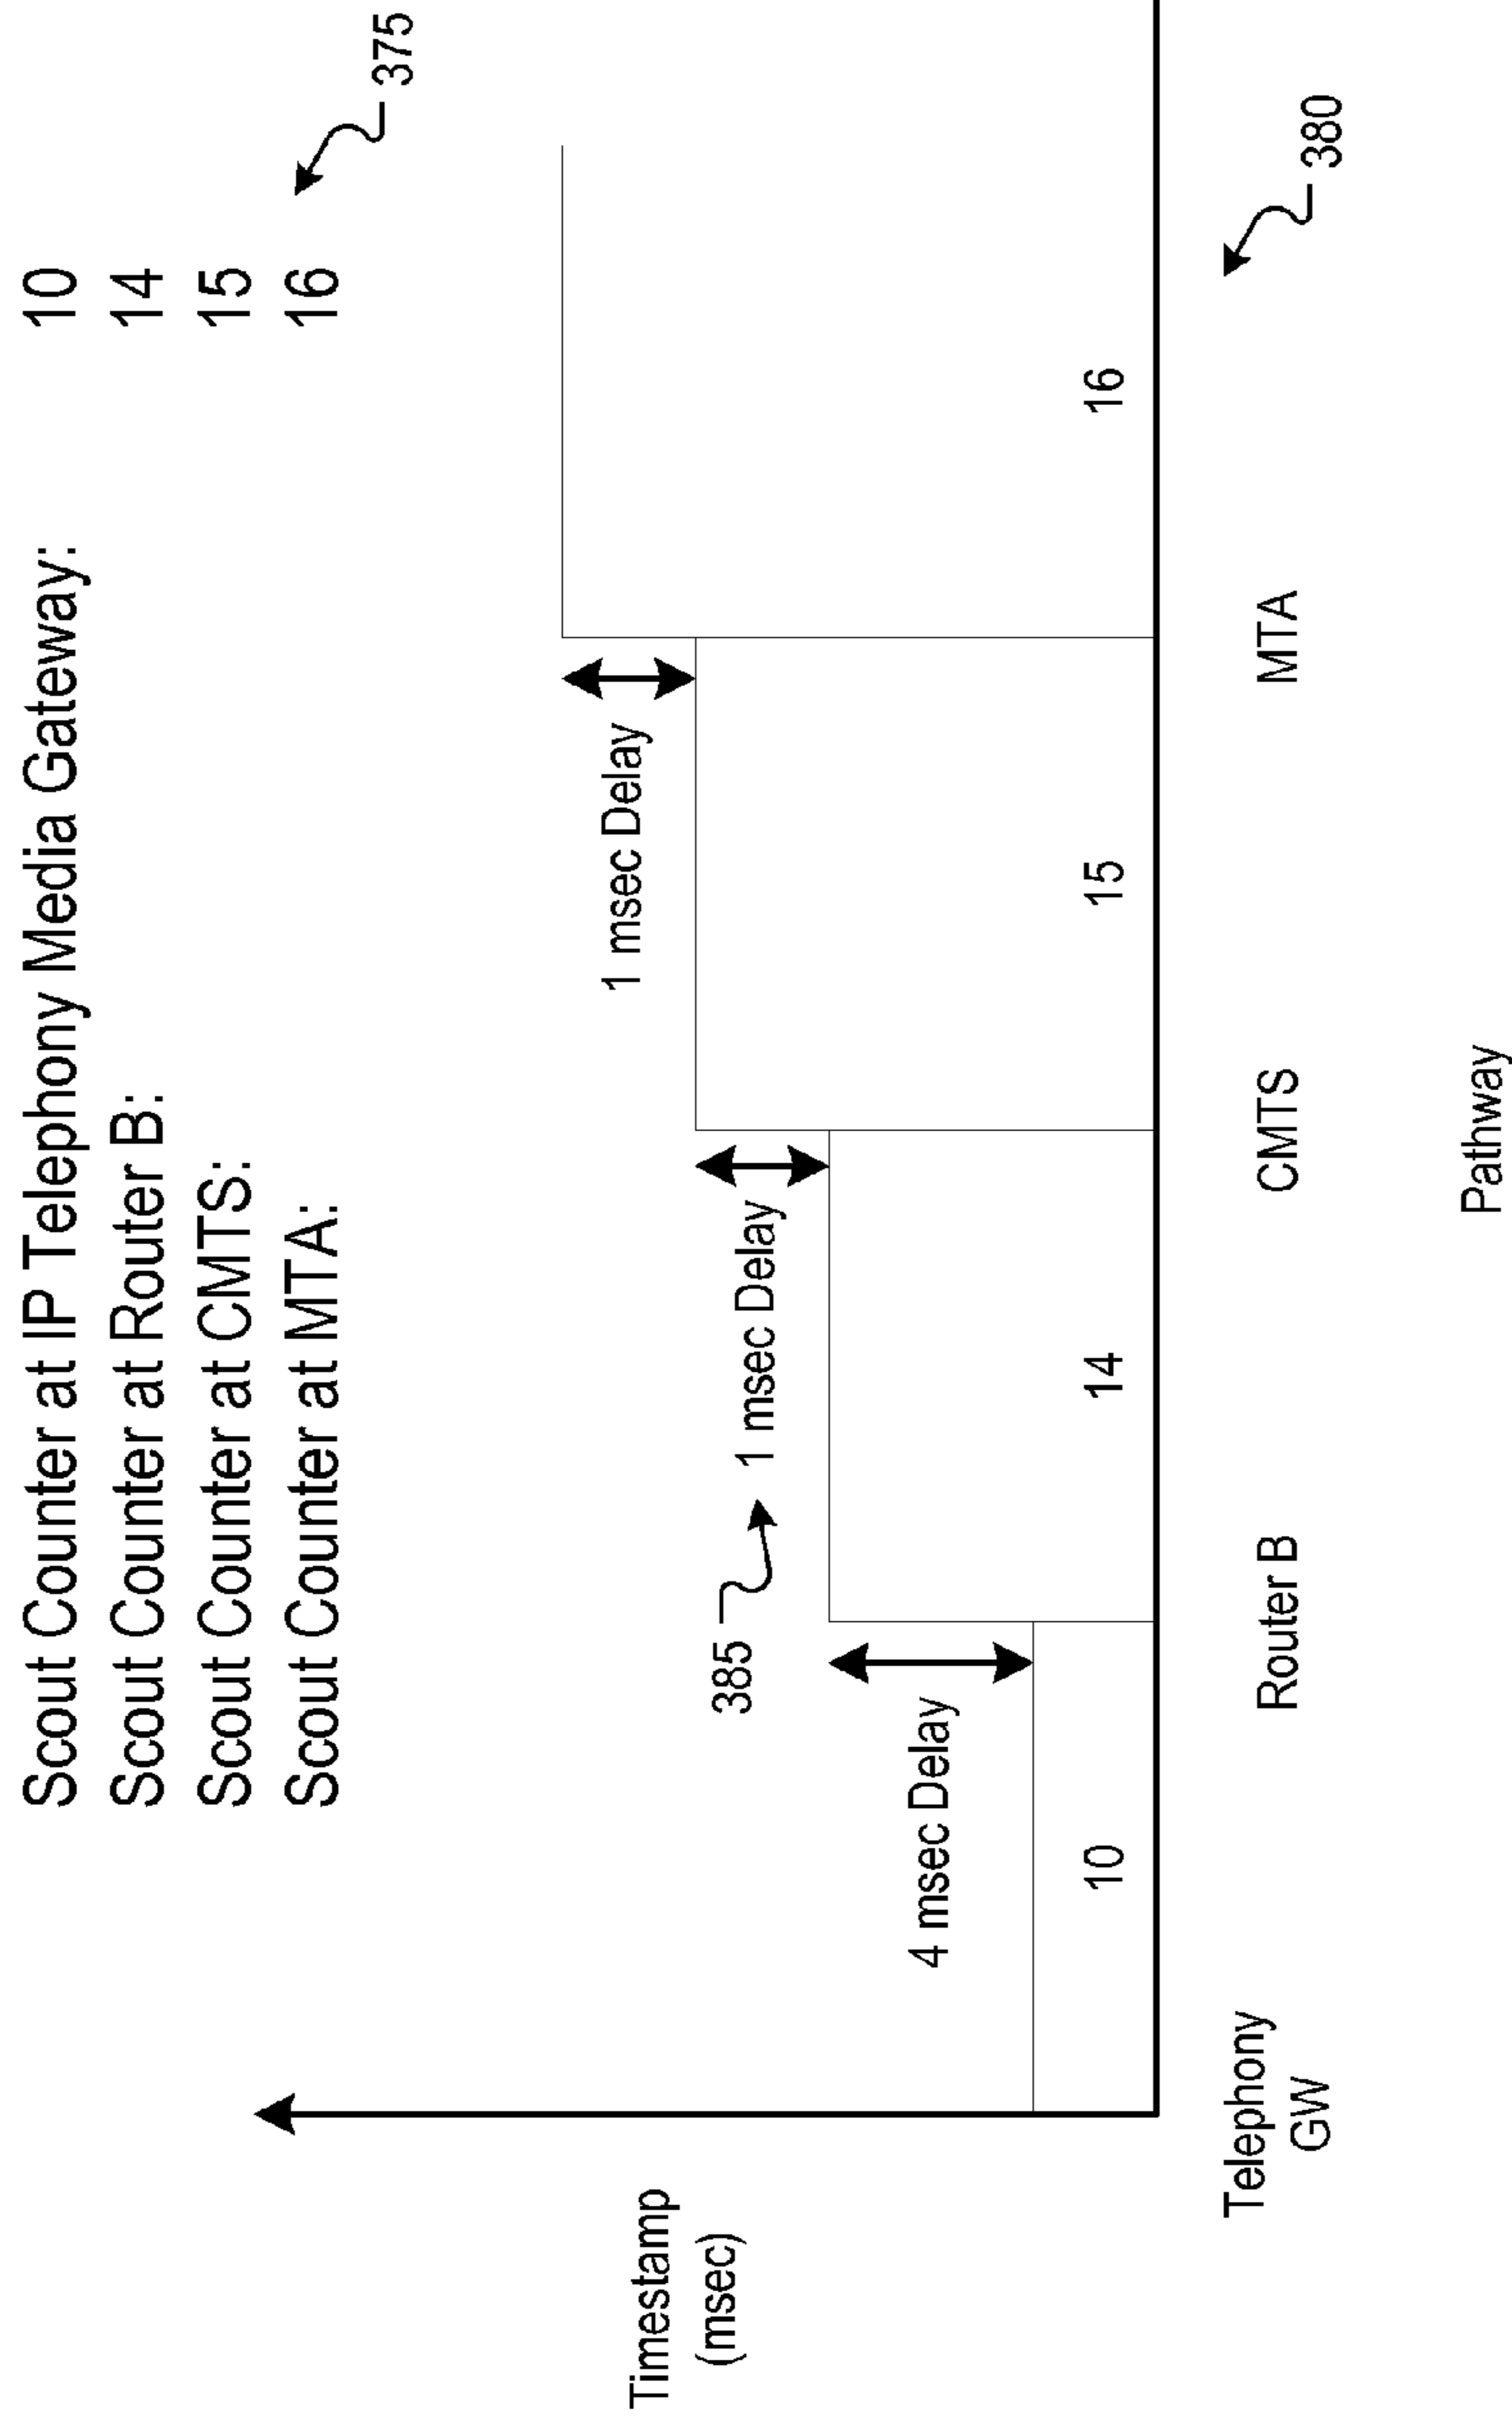 Scout Counter at IP Telephony Media Gateway: 10
Scout Counter at Router B: 14
Scout Counter at CMTS: 15
Scout Counter at MTA: 16
375
1 msec Delay
385
1 msec Delay
4 msec Delay
Timestamp
(msec)
10
14
15
16
Telephony
GW
Router B
CMTS
MTA
380
Pathway